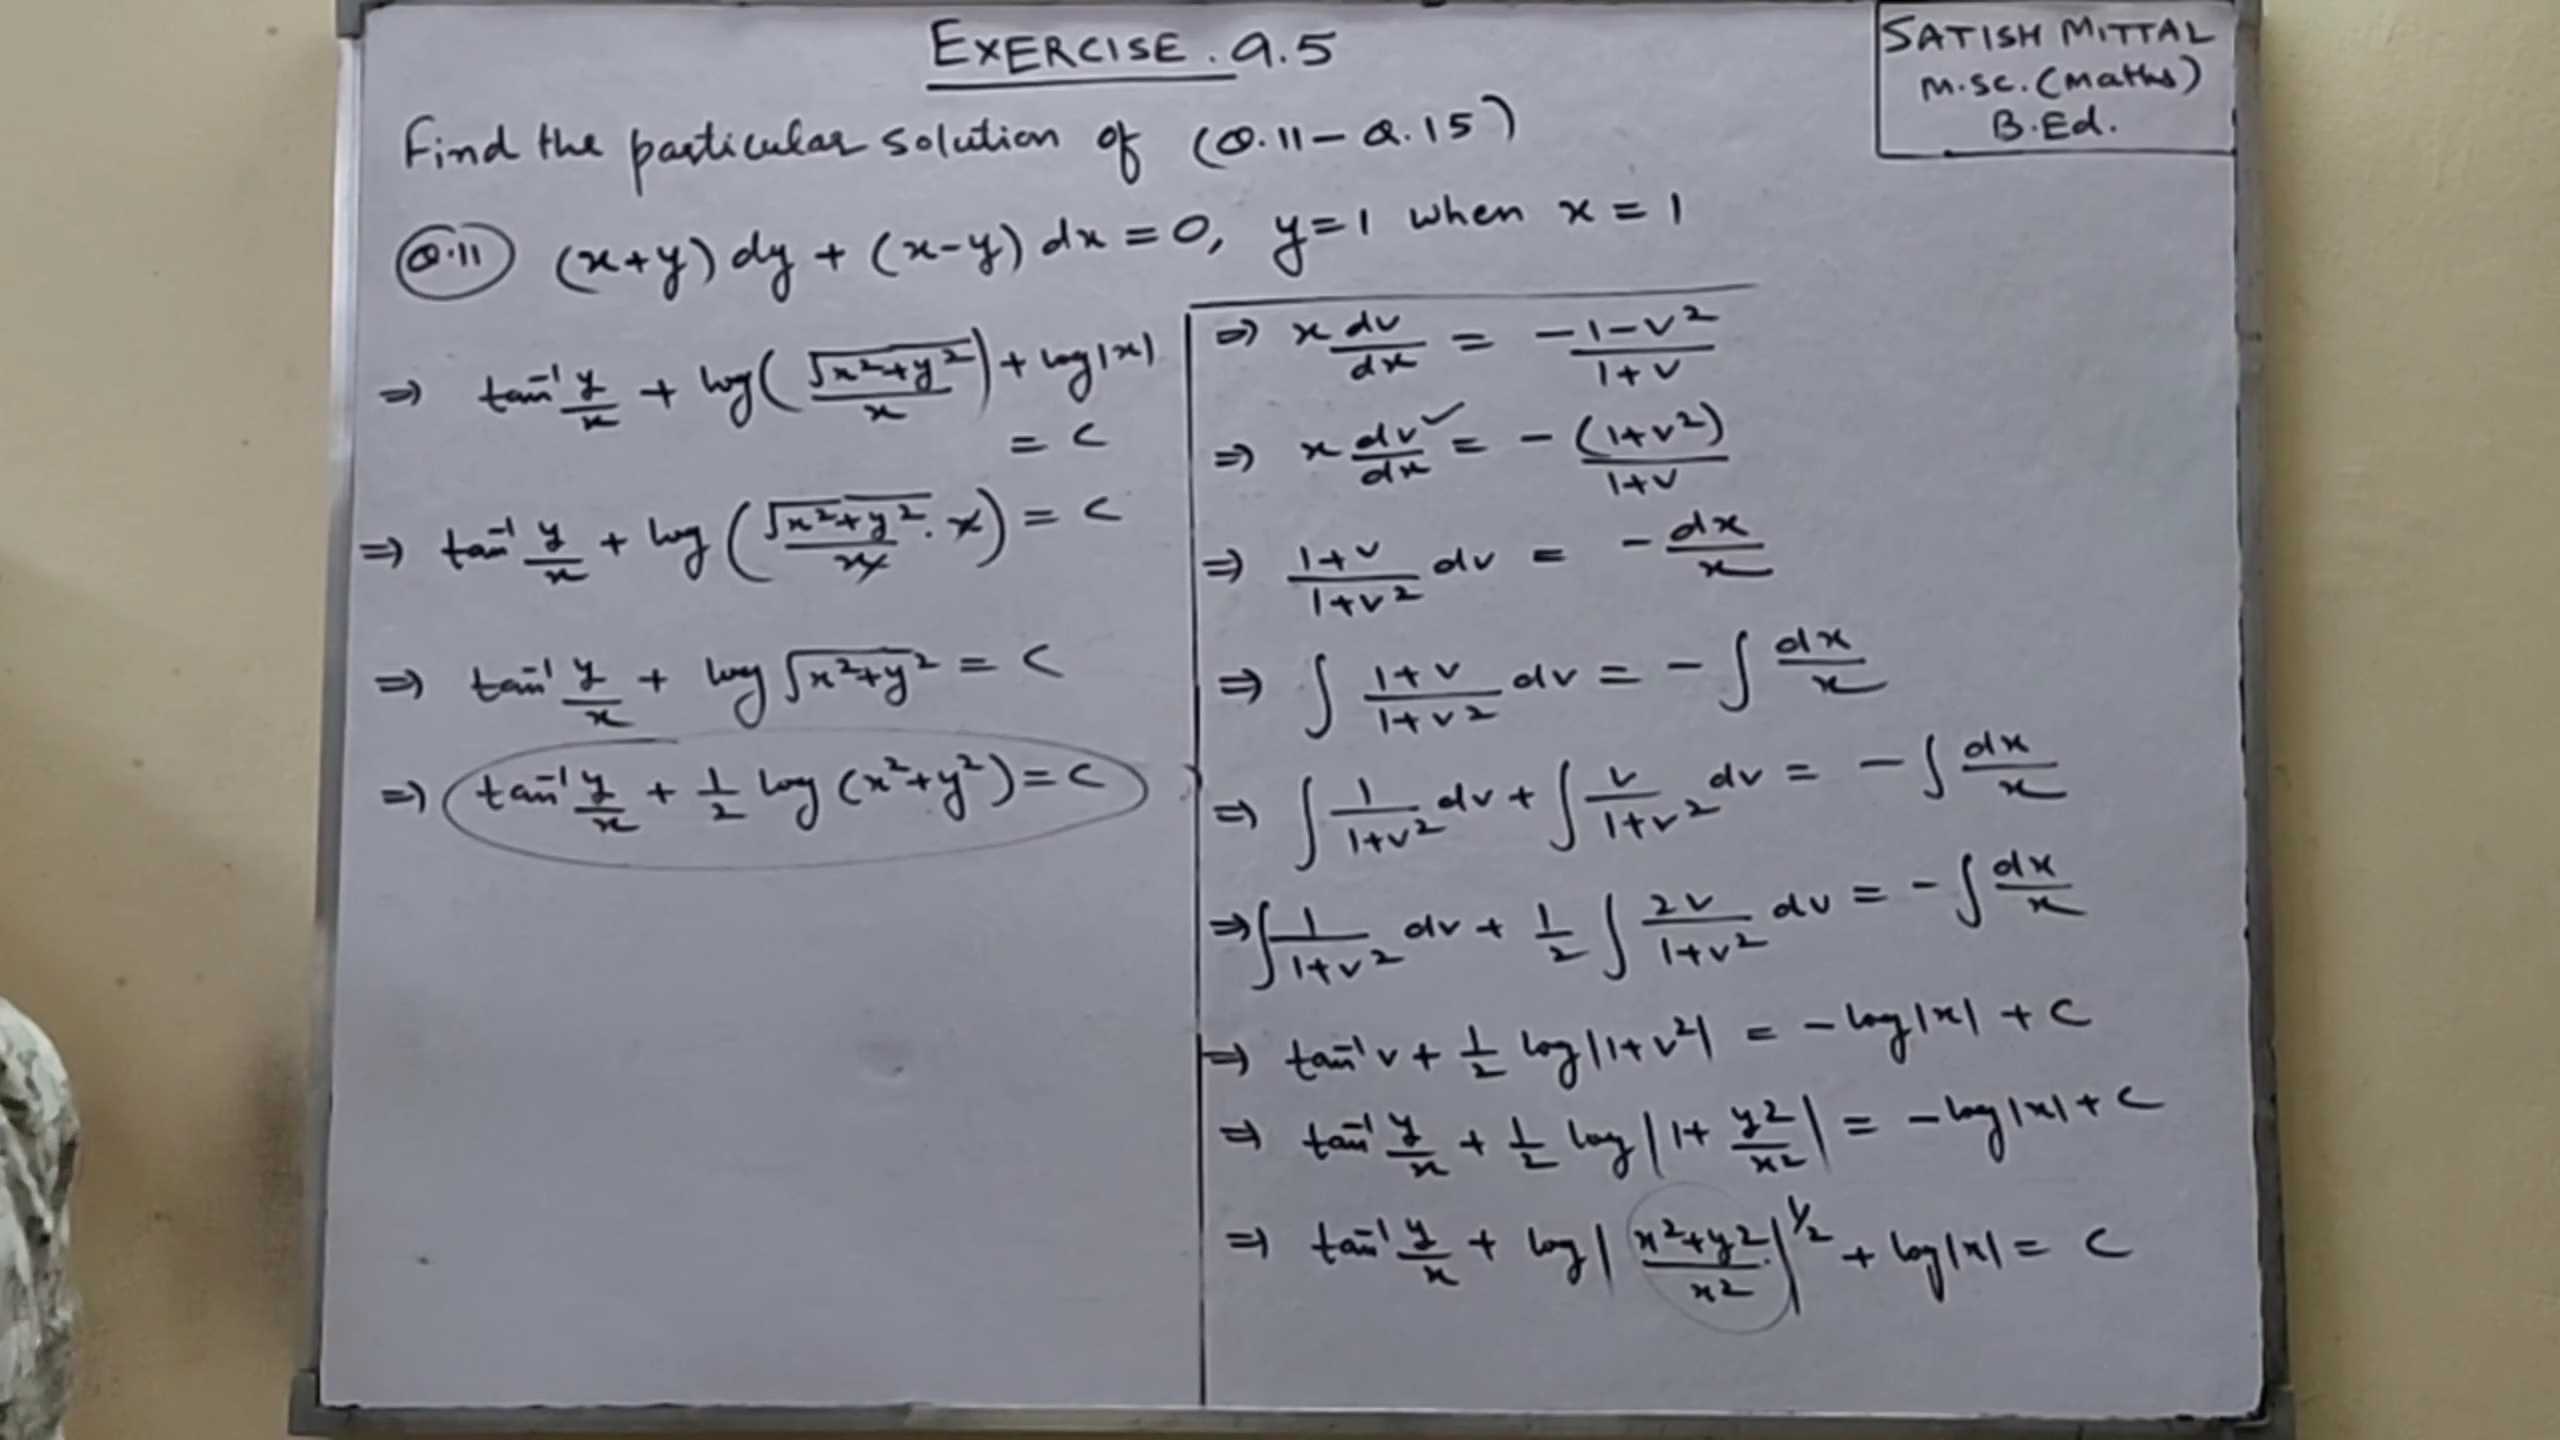 EXERCISE. 9.5
SATISH MITTAL
M.Sc. (Maths)
B.Ed.
Find the particular solution of (Q.11 – Q.15)
Q.11 (x+y) dy + (x-y) dx = 0, y=1 when x = 1
⇒ tan⁻¹ y/x + log(√(x²+y²)/x) + log|x|
= C
⇒ tan⁻¹ y/x + log(√(x²+y²)/x · x) = C
⇒ tan⁻¹ y/x + log √(x²+y²) = C
⇒ tan⁻¹ y/x + 1/2 log (x²+y²) = C
⇒ x dv/dx = (-1-v²)/(1+v)
⇒ x dv/dx ✓ = -(1+v²)/(1+v)
⇒ (1+v)/(1+v²) dv = - dx/x
⇒ ∫ (1+v)/(1+v²) dv = - ∫ dx/x
⇒ ∫ 1/(1+v²) dv + ∫ v/(1+v²) dv = - ∫ dx/x
⇒ ∫ 1/(1+v²) dv + 1/2 ∫ 2v/(1+v²) dv = - ∫ dx/x
⇒ tan⁻¹ v + 1/2 log|1+v²| = - log|x| + C
⇒ tan⁻¹ y/x + 1/2 log|1+ y²/x²| = - log|x| + C
⇒ tan⁻¹ y/x + log|(x²+y²)/x²|^1/2 + log|x| = C